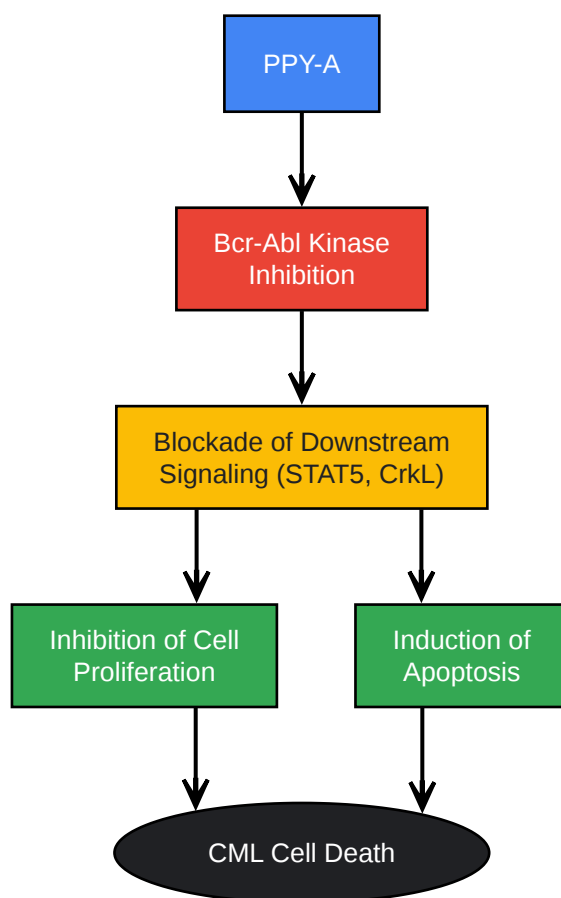 PPY-A
Bcr-Abl Kinase
Inhibition
Blockade of Downstream
Signaling (STAT5, CrkL)
Inhibition of Cell
Proliferation
Induction of
Apoptosis
CML Cell Death